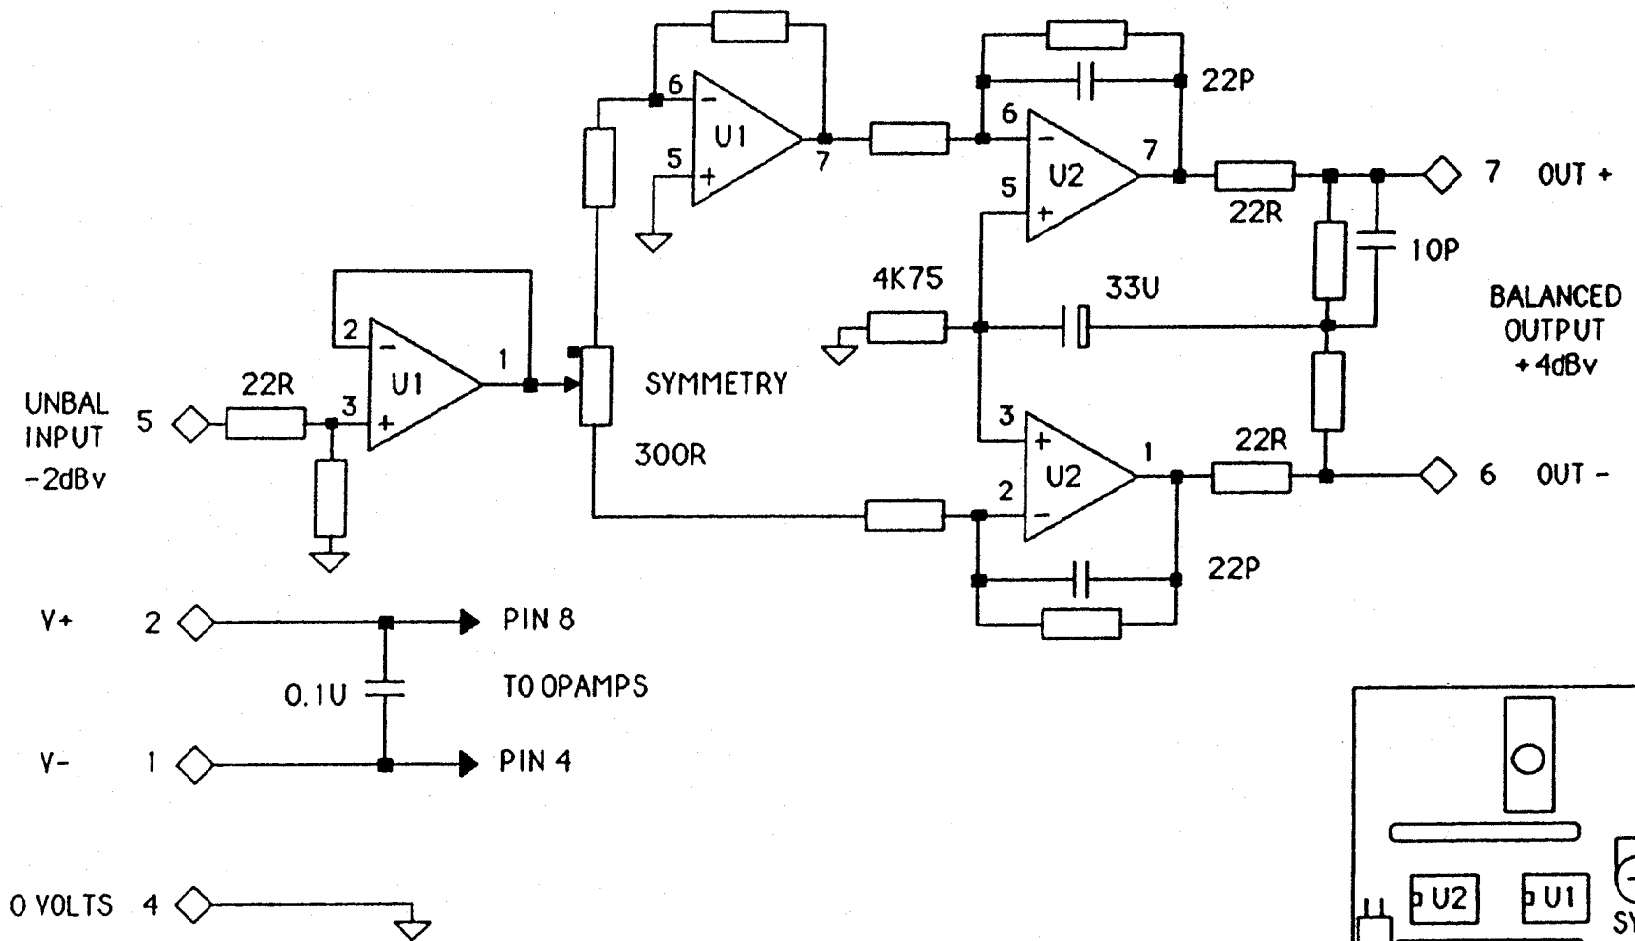 22P
6
-
U1
5
+
7
6
-
U2
7
5
+
22R
7 OUT +
10P
4K75
33U
BALANCED
OUTPUT
+4dBv
2
-
U1
1
3
+
SYMMETRY
300R
UNBAL
INPUT
-2dBv
5
22R
3
+
U2
1
2
-
22R
6 OUT -
22P
V+ 2
PIN 8
0.1U
TO OPAMPS
V- 1
PIN 4
0 VOLTS 4
U2
U1